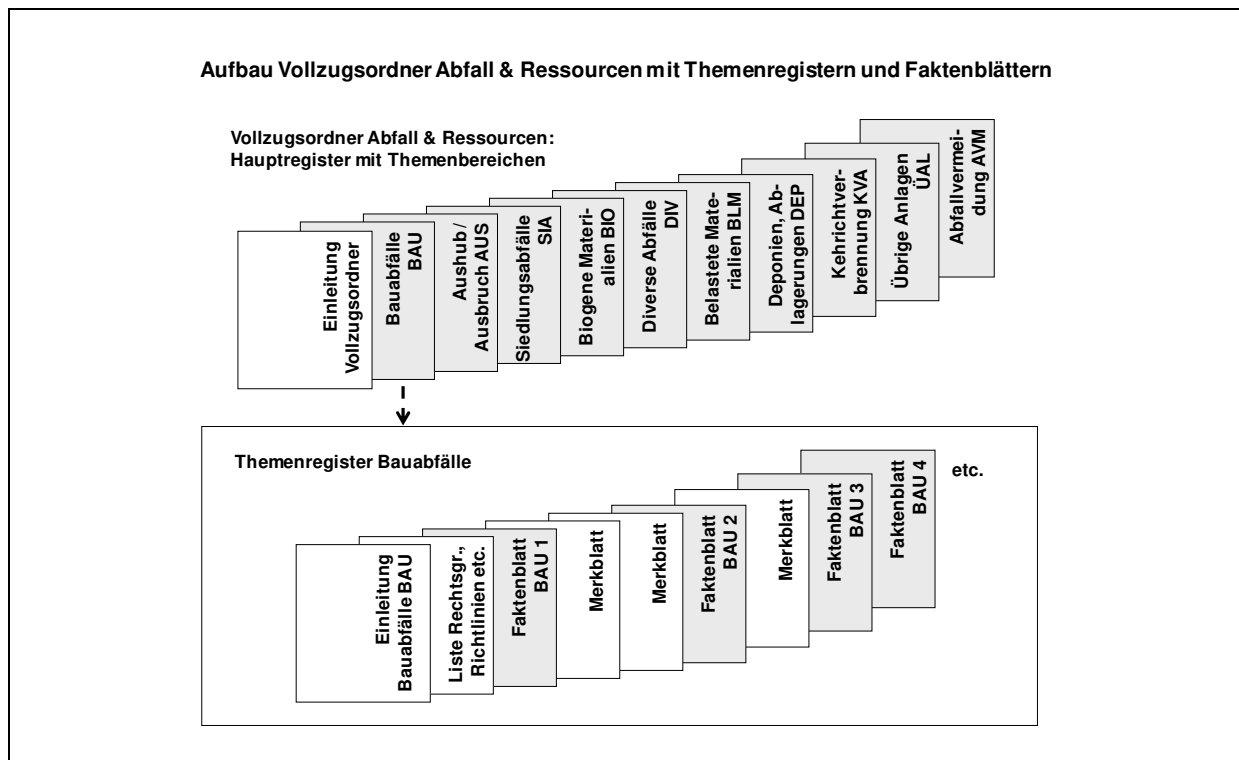 Aufbau Vollzugsordner Abfall & Ressourcen mit Themenregistern und Faktenblättern
Vollzugsordner Abfall & Ressourcen:
Hauptregister mit Themenbereichen
Einleitung
Vollzugsordner
Bauabfälle
BAU
Aushub /
Ausbruch AUS
Siedlungsabfälle
SIA
Biogene Materi-
alien BIO
Diverse Abfälle
DIV
Belastete Mate-
rialien BLM
Deponien, Ab-
lagerungen DEP
Kehrichtver-
brennung KVA
Übrige Anlagen
ÜAL
Abfallvermei-
dung AVM
Themenregister Bauabfälle
Einleitung
Bauabfälle BAU
Liste Rechtsgr.,
Richtlinien etc.
Faktenblatt
BAU 1
Merkblatt
Merkblatt
Faktenblatt
BAU 2
Merkblatt
Faktenblatt
BAU 3
Faktenblatt
BAU 4
etc.